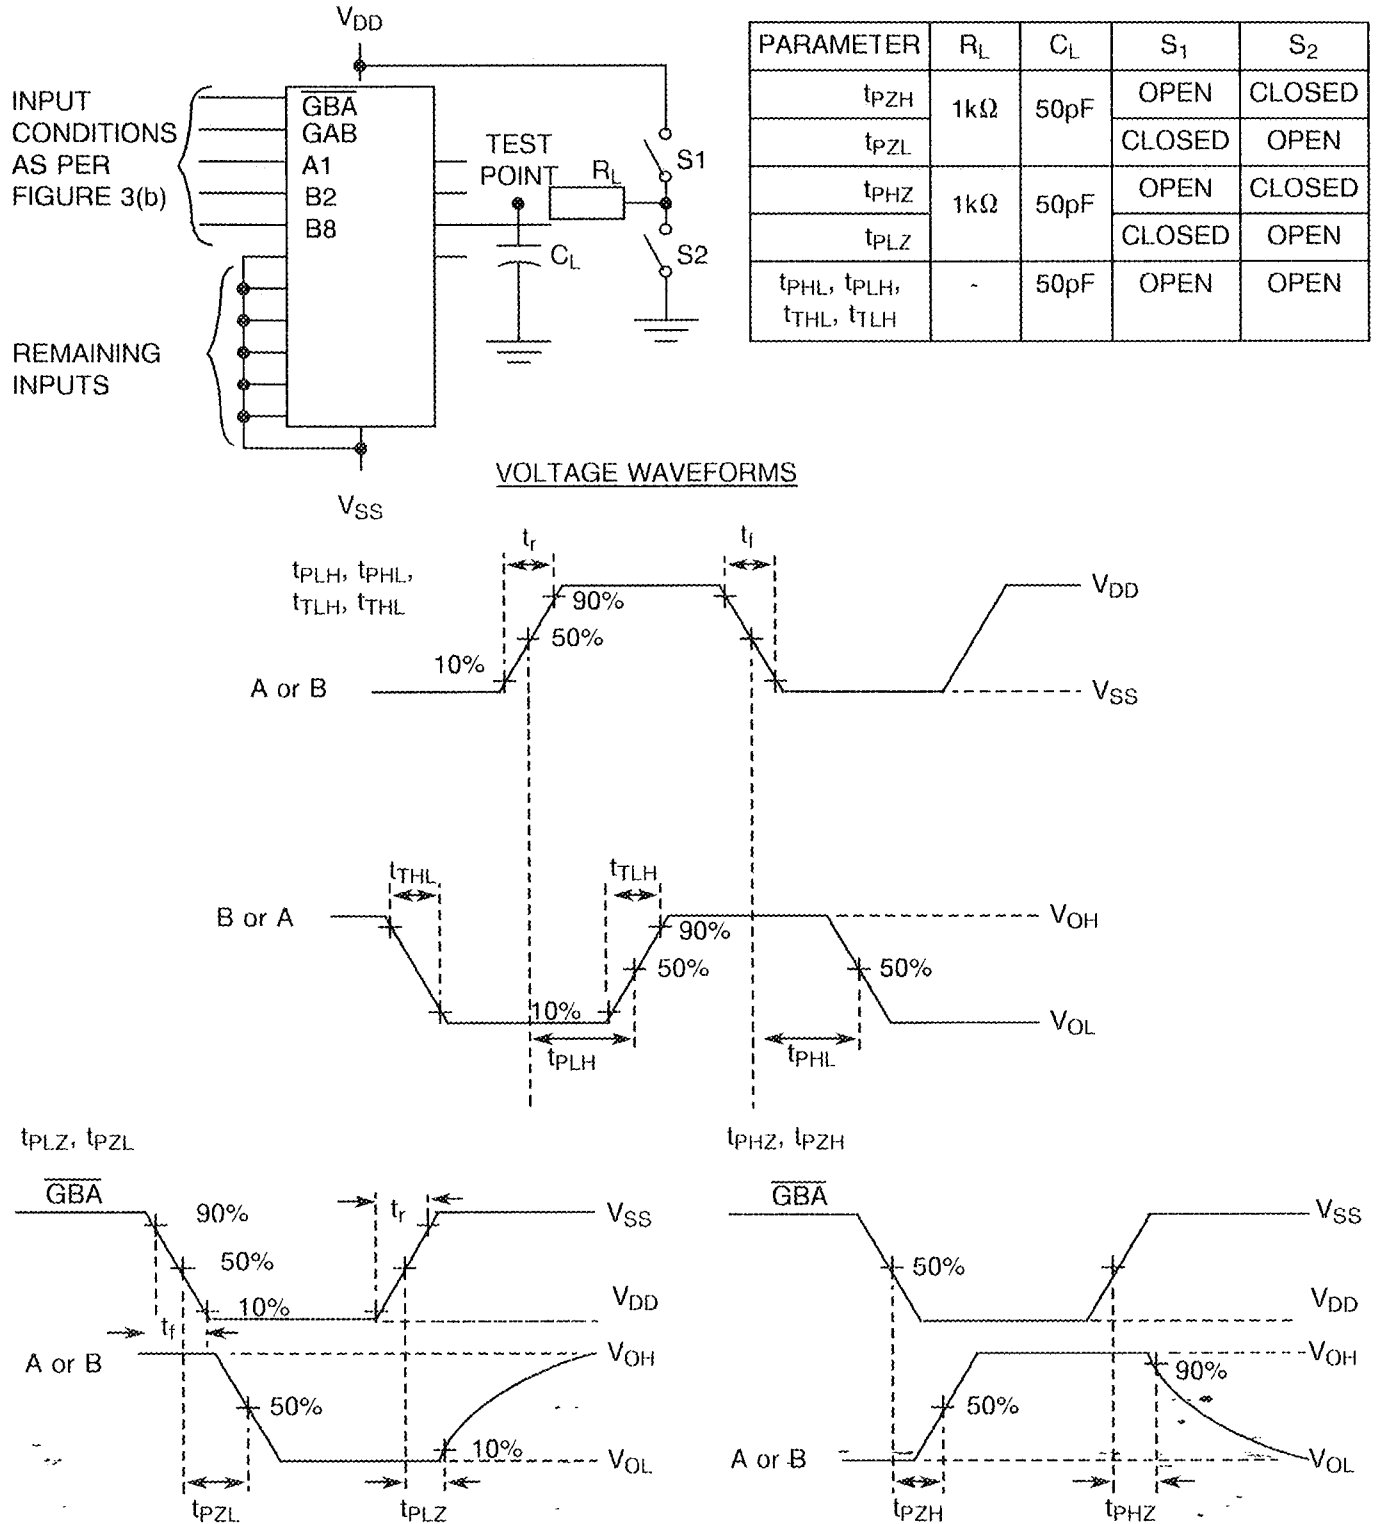 VDD
INPUT
CONDITIONS
AS PER
FIGURE 3(b)
GBA
GAB
A1
B2
B8
TEST
POINT
RL
CL
S1
S2
REMAINING
INPUTS
VSS
PARAMETER RL CL S1 S2
tPZH 1kΩ 50pF OPEN CLOSED
tPZL CLOSED OPEN
tPHZ 1kΩ 50pF OPEN CLOSED
tPLZ CLOSED OPEN
tPHL, tPLH, - 50pF OPEN OPEN
tTHL, tTLH
VOLTAGE WAVEFORMS
tPLH, tPHL,
tTLH, tTHL
tr
tf
90%
50%
10%
A or B
VDD
VSS
tTHL
tTLH
B or A
90%
50%
10%
50%
VOH
VOL
tPLH
tPHL
tPLZ, tPZL
GBA
90%
50%
10%
tf
tr
VSS
VDD
A or B
50%
10%
VOH
VOL
tPZL
tPLZ
tPHZ, tPZH
GBA
50%
VSS
VDD
VOH
90%
50%
A or B
VOL
tPZH
tPHZ